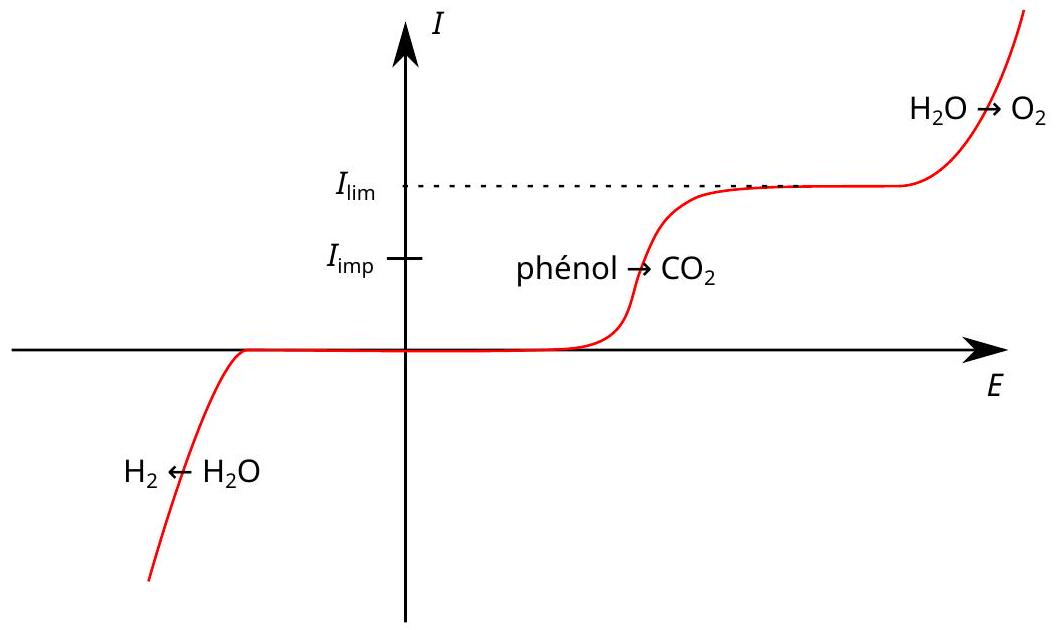 I
H₂O → O₂
I_lim
I_imp
phénol → CO₂
E
H₂ ← H₂O